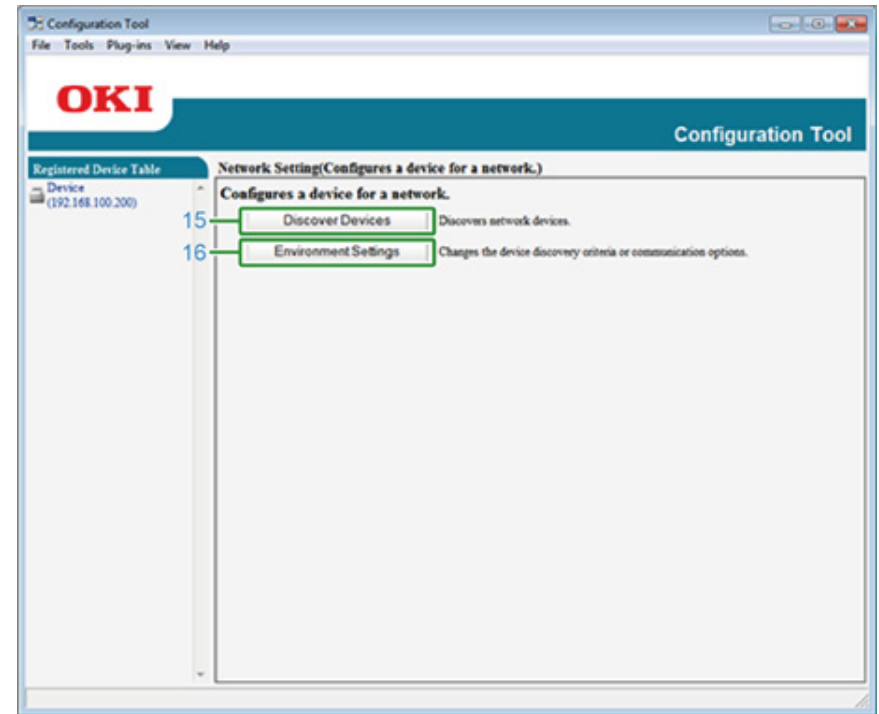 Configuration Tool
File Tools Plug-ins View Help
OKI
Configuration Tool
Registered Device Table
Device
(192.168.100.200)
Network Setting(Configures a device for a network.)
Configures a device for a network.
15 Discover Devices Discovers network devices.
16 Environment Settings Changes the device discovery criteria or communication options.